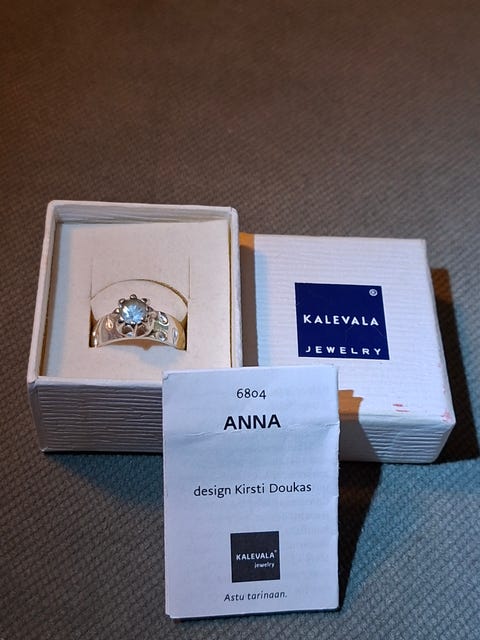 KALEVALA
®
JEWELRY
6804
ANNA
design Kirsti Doukas
KALEVALA®
jewelry
Astu tarinaan.